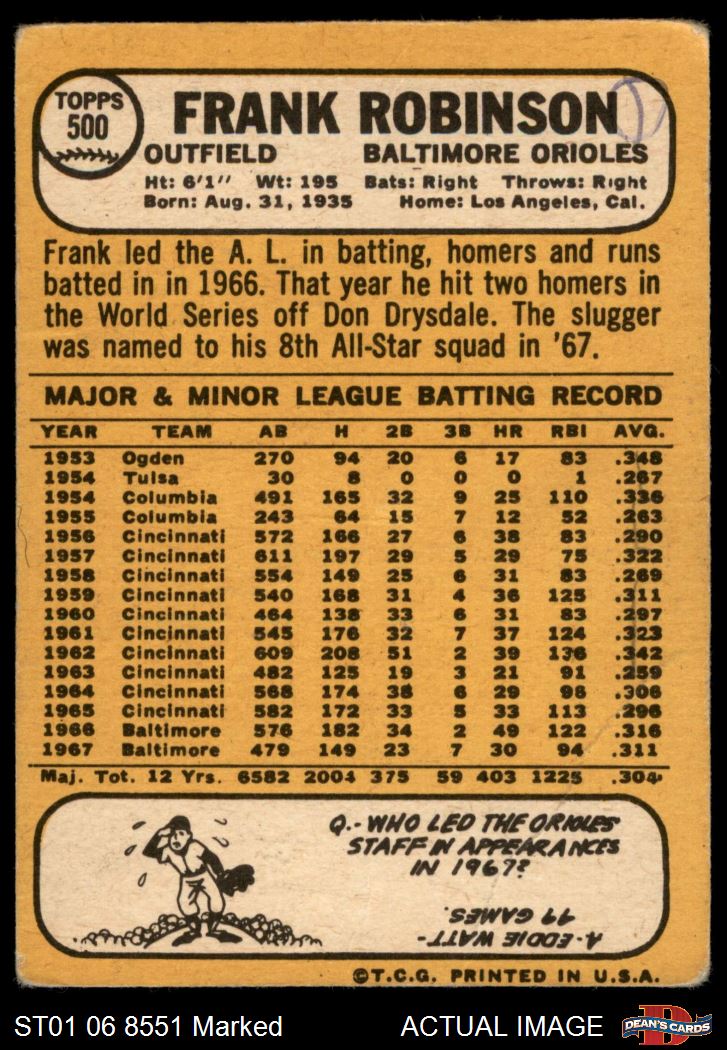 TOPPS
500
FRANK ROBINSON
OUTFIELD BALTIMORE ORIOLES
Ht: 6'1" Wt: 195 Bats: Right Throws: Right
Born: Aug. 31, 1935 Home: Los Angeles, Cal.
Frank led the A. L. in batting, homers and runs
batted in in 1966. That year he hit two homers in
the World Series off Don Drysdale. The slugger
was named to his 8th All-Star squad in '67.
MAJOR & MINOR LEAGUE BATTING RECORD
YEAR TEAM AB H 2B 3B HR RBI AVG.
1953 Ogden 270 94 20 6 17 83 .348
1954 Tulsa 30 8 0 0 0 1 .267
1954 Columbia 491 165 32 9 25 110 .336
1955 Columbia 243 64 15 7 12 52 .263
1956 Cincinnati 572 166 27 6 38 83 .290
1957 Cincinnati 611 197 29 5 29 75 .322
1958 Cincinnati 554 149 25 6 31 83 .269
1959 Cincinnati 540 168 31 4 36 125 .311
1960 Cincinnati 464 138 33 6 31 83 .297
1961 Cincinnati 545 176 32 7 37 124 .323
1962 Cincinnati 609 208 51 2 39 136 .342
1963 Cincinnati 482 125 19 3 21 91 .259
1964 Cincinnati 568 174 38 6 29 96 .306
1965 Cincinnati 582 172 33 5 33 113 .296
1966 Baltimore 576 182 34 2 49 122 .316
1967 Baltimore 479 149 23 7 30 94 .311
Maj. Tot. 12 Yrs. 6582 2004 375 59 403 1225 .304
Q.- WHO LED THE ORIOLES
STAFF IN APPEARANCES
IN 1967?
A-EDDIE WATT-
49 GAMES.
©T.C.G. PRINTED IN U.S.A.
ST01 06 8551 Marked ACTUAL IMAGE
D
DEAN'S CARDS